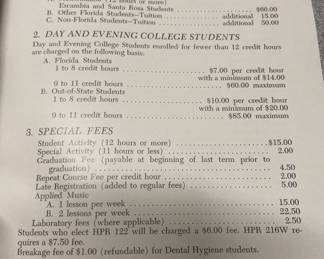 (12 hours or more)
Escambia and Santa Rosa Students $60.00
B. Other Florida Students—Tuition additional 15.00
C. Non-Florida Students—Tuition additional 50.00
2. DAY AND EVENING COLLEGE STUDENTS
Day and Evening College Students enrolled for fewer than 12 credit hours
are charged on the following basis:
A. Florida Students
1 to 8 credit hours $7.00 per credit hour
with a minimum of $14.00
9 to 11 credit hours $60.00 maximum
B. Out-of-State Students
1 to 8 credit hours $10.00 per credit hour
with a minimum of $20.00
9 to 11 credit hours $85.00 maximum
3. SPECIAL FEES
Student Activity (12 hours or more) $15.00
Special Activity (11 hours or less) 2.00
Graduation Fee (payable at beginning of last term prior to
graduation) 4.50
Repeat Course Fee per credit hour 2.00
Late Registration (added to regular fees) 5.00
Applied Music
A. 1 lesson per week 15.00
B. 2 lessons per week 22.50
Laboratory fees (where applicable) 2.50
Students who elect HPR 122 will be charged a $6.00 fee. HPR 216W re-
quires a $7.50 fee.
Breakage fee of $1.00 (refundable) for Dental Hygiene students.